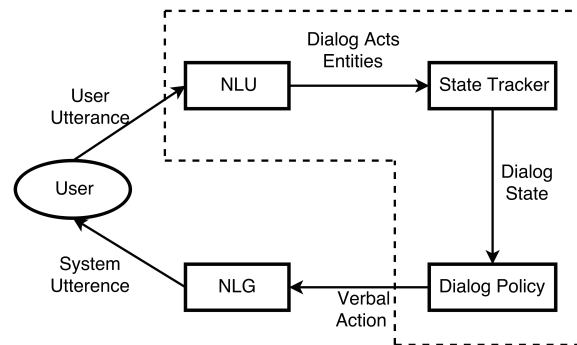 Dialog Acts
Entities
NLU
State Tracker
User
Utterance
User
Dialog
State
System
Utterence
NLG
Verbal
Action
Dialog Policy